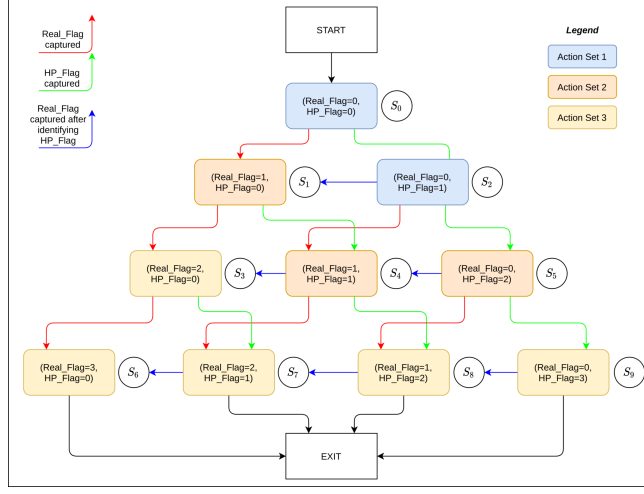 Real_Flag
captured
HP_Flag
captured
Real_Flag
captured after
identifying
HP_Flag
START
Legend
Action Set 1
Action Set 2
Action Set 3
(Real_Flag=0,
HP_Flag=0)
S0
(Real_Flag=1,
HP_Flag=0)
S1
(Real_Flag=0,
HP_Flag=1)
S2
(Real_Flag=2,
HP_Flag=0)
S3
(Real_Flag=1,
HP_Flag=1)
S4
(Real_Flag=0,
HP_Flag=2)
S5
(Real_Flag=3,
HP_Flag=0)
S6
(Real_Flag=2,
HP_Flag=1)
S7
(Real_Flag=1,
HP_Flag=2)
S8
(Real_Flag=0,
HP_Flag=3)
S9
EXIT